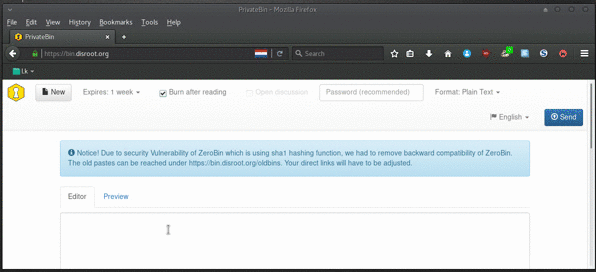 PrivateBin - Mozilla Firefox
File Edit View History Bookmarks Tools Help
PrivateBin
https://bin.disroot.org
Search
Lk
New Expires: 1 week Burn after reading Open discussion Password (recommended) Format: Plain Text
English Send
Notice! Due to security Vulnerability of ZeroBin which is using sha1 hashing function, we had to remove backward compatibility of ZeroBin.
The old pastes can be reached under https://bin.disroot.org/oldbins. Your direct links will have to be adjusted.
Editor Preview